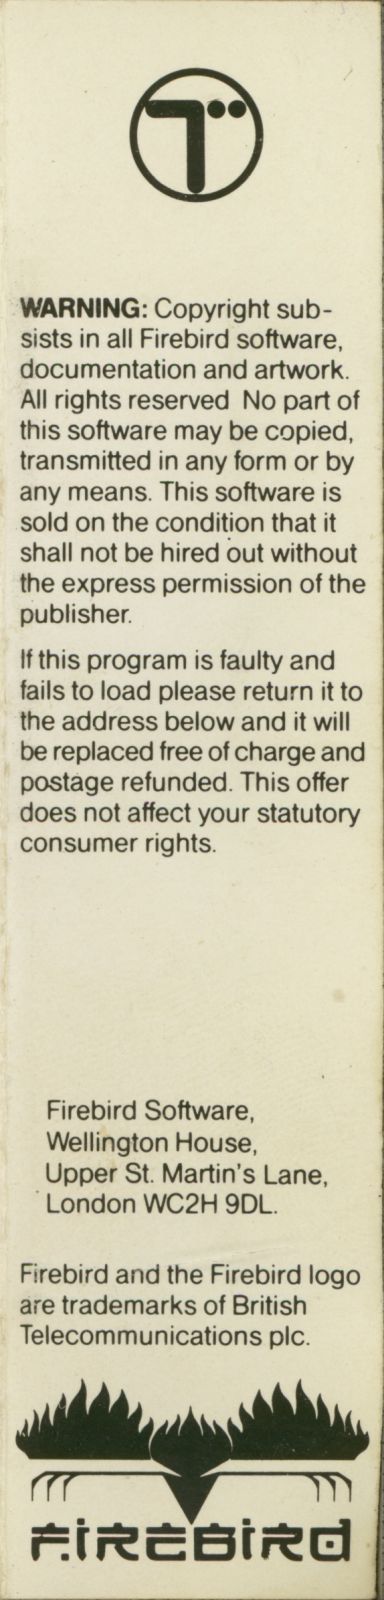 WARNING: Copyright sub-
sists in all Firebird software,
documentation and artwork.
All rights reserved No part of
this software may be copied,
transmitted in any form or by
any means. This software is
sold on the condition that it
shall not be hired out without
the express permission of the
publisher.
If this program is faulty and
fails to load please return it to
the address below and it will
be replaced free of charge and
postage refunded. This offer
does not affect your statutory
consumer rights.
Firebird Software,
Wellington House,
Upper St. Martin's Lane,
London WC2H 9DL.
Firebird and the Firebird logo
are trademarks of British
Telecommunications plc.
FIREBIRD